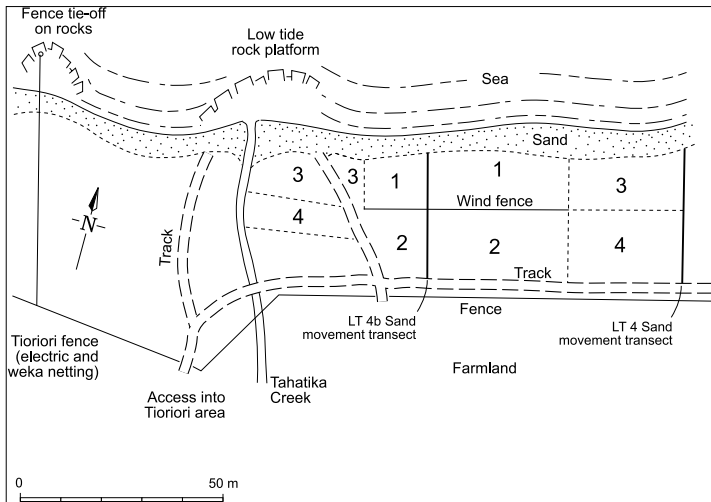 Fence tie-off
on rocks
Low tide
rock platform
Sea
Sand
3
3
1
1
3
Wind fence
4
N
Track
2
2
4
Track
Fence
LT 4b Sand
movement transect
LT 4 Sand
movement transect
Tioriori fence
(electric and
weka netting)
Farmland
Access into
Tioriori area
Tahatika
Creek
0
50 m